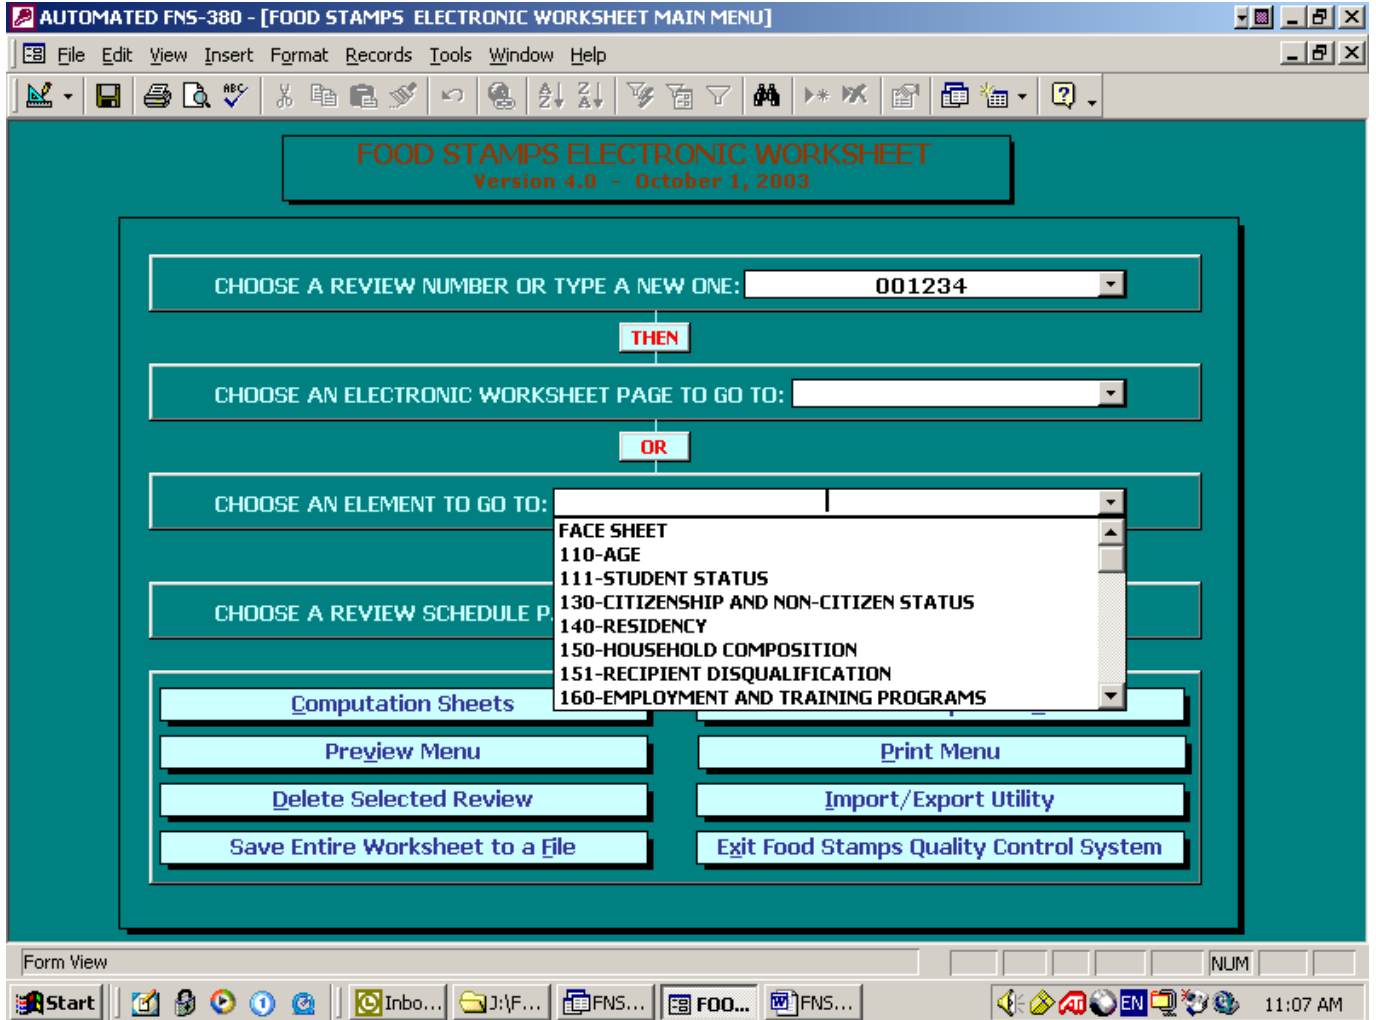 AUTOMATED FNS-380 - [FOOD STAMPS ELECTRONIC WORKSHEET MAIN MENU]
File Edit View Insert Format Records Tools Window Help
FOOD STAMPS ELECTRONIC WORKSHEET
Version 4.0 - October 1, 2003
CHOOSE A REVIEW NUMBER OR TYPE A NEW ONE: 001234
THEN
CHOOSE AN ELECTRONIC WORKSHEET PAGE TO GO TO:
OR
CHOOSE AN ELEMENT TO GO TO:
FACE SHEET
110-AGE
111-STUDENT STATUS
130-CITIZENSHIP AND NON-CITIZEN STATUS
140-RESIDENCY
150-HOUSEHOLD COMPOSITION
151-RECIPIENT DISQUALIFICATION
160-EMPLOYMENT AND TRAINING PROGRAMS
CHOOSE A REVIEW SCHEDULE P
Computation Sheets
Preview Menu Print Menu
Delete Selected Review Import/Export Utility
Save Entire Worksheet to a File Exit Food Stamps Quality Control System
Form View NUM
Start Inbo... J:\F... FNS... FOO... FNS... EN 11:07 AM